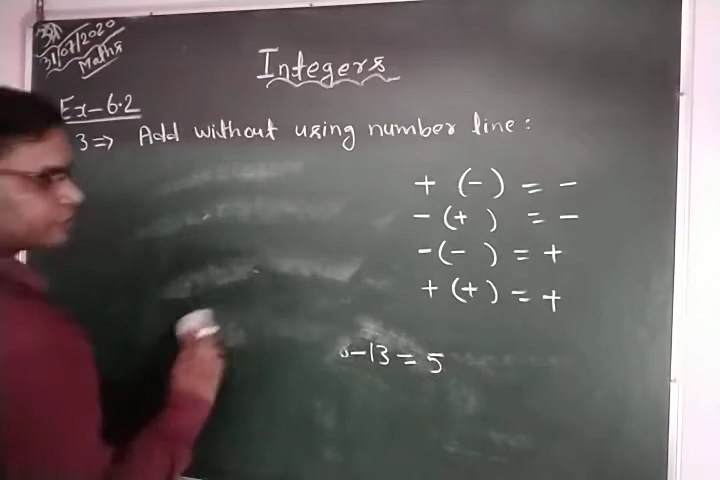 31/07/2020
Maths
Integers
Ex-6.2
3⇒ Add without using number line:
+ (-) = -
- (+ ) = -
-(- ) = +
+ (+) = +
-13 = 5